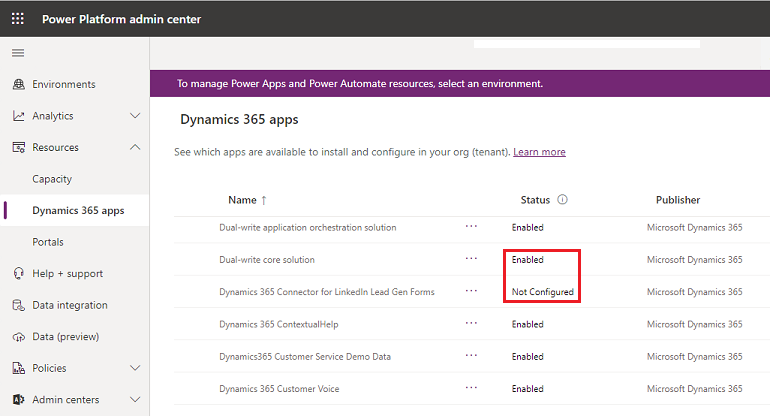 Power Platform admin center
Environments
Analytics
Resources
Capacity
Dynamics 365 apps
Portals
Help + support
Data integration
Data (preview)
Policies
Admin centers
To manage Power Apps and Power Automate resources, select an environment.
Dynamics 365 apps
See which apps are available to install and configure in your org (tenant). Learn more
Name ↑ Status Publisher
Dual-write application orchestration solution ... Enabled Microsoft Dynamics 365
Dual-write core solution ... Enabled Microsoft Dynamics 365
Dynamics 365 Connector for LinkedIn Lead Gen Forms ... Not Configured Microsoft Dynamics 365
Dynamics 365 ContextualHelp ... Enabled Microsoft Dynamics 365
Dynamics365 Customer Service Demo Data ... Enabled Microsoft Dynamics 365
Dynamics 365 Customer Voice ... Enabled Microsoft Dynamics 365